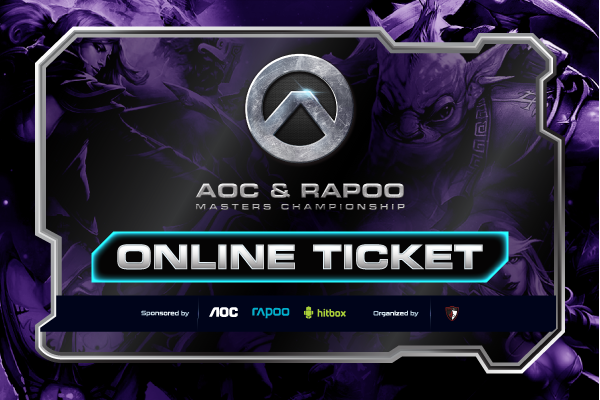 AOC & RAPOO
MASTERS CHAMPIONSHIP
ONLINE TICKET
Sponsored by AOC rapoo hitbox Organized by